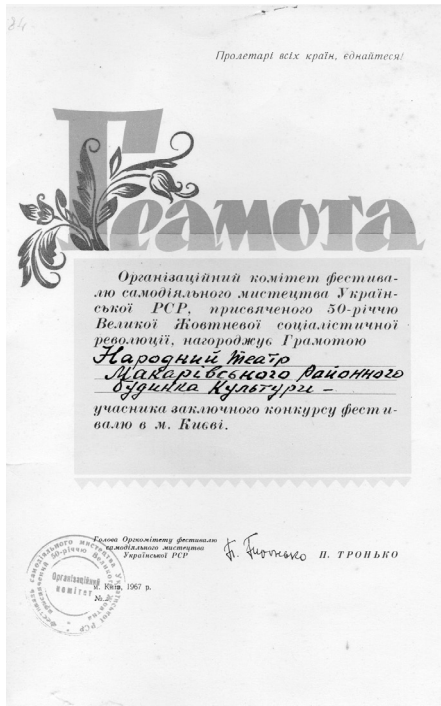 84
Пролетарі всіх країн, єднайтеся!
Грамота
Організаційний комітет фестива-
лю самодіяльного мистецтва Україн-
ської РСР, присвяченого 50-річчю
Великої Жовтневої соціалістичної
революції, нагороджує Грамотою
Народний театр
Макарівського районного
будинка культури –
учасника заключного конкурсу фести-
валю в м. Києві.
Голова Оргкомітету фестивалю
самодіяльного мистецтва
Української РСР
П. Тронько
П. ТРОНЬКО
Організаційний
комітет
м. Київ, 1967 р.
№